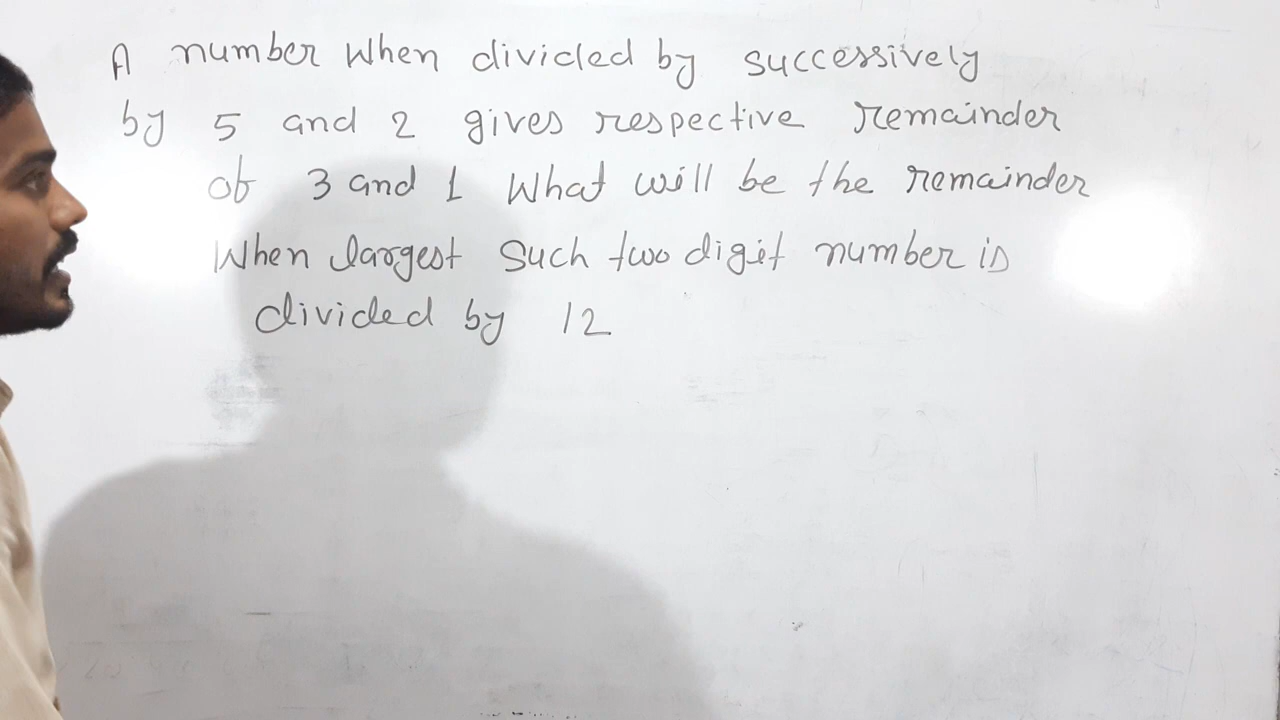 A number When divided by successively
by 5 and 2 gives respective remainder
of 3 and 1 What will be the remainder
When largest Such two digit number is
divided by 12